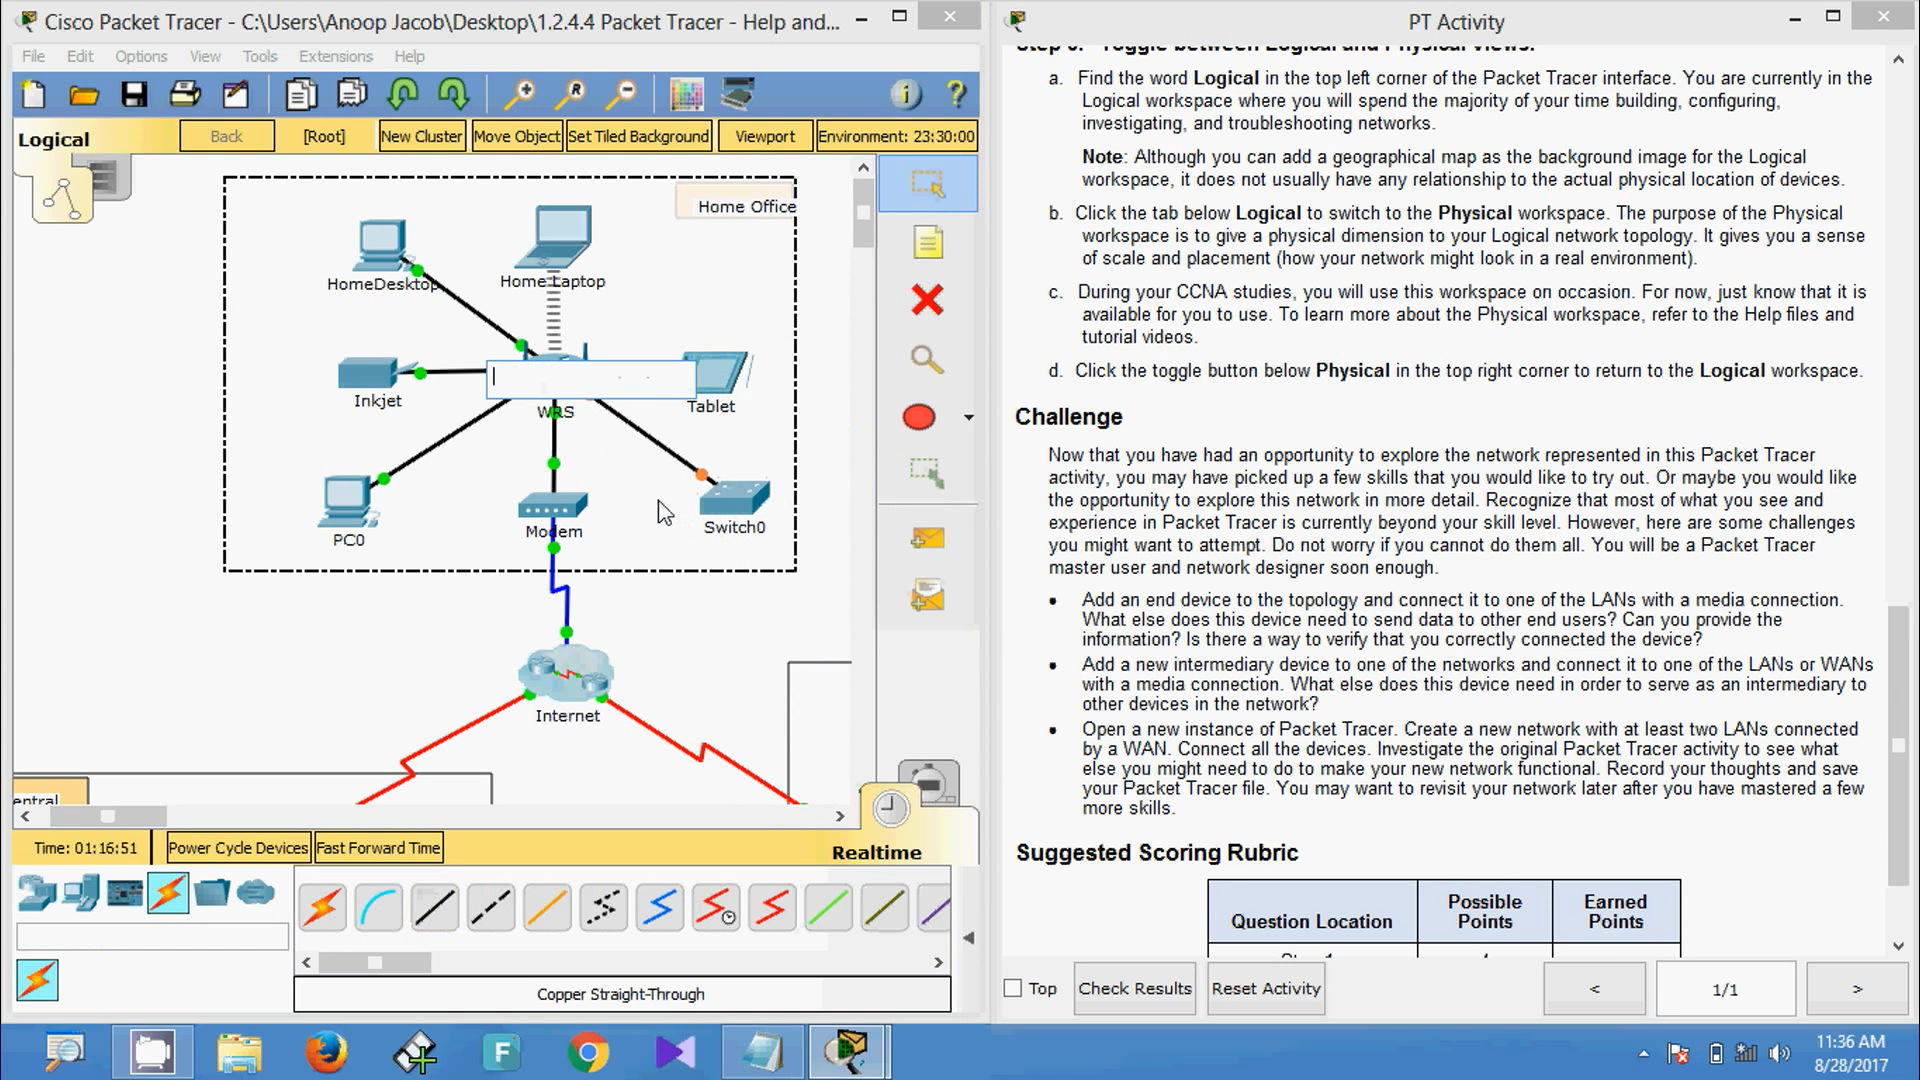 Cisco Packet Tracer - C:\Users\Anoop Jacob\Desktop\1.2.4.4 Packet Tracer - Help and...
File Edit Options View Tools Extensions Help
Logical
Back
[Root]
New Cluster
Move Object
Set Tiled Background
Viewport
Environment: 23:30:00
Home Office
HomeDesktop
Home Laptop
Inkjet
WRS
Tablet
PC0
Modem
Switch0
Internet
entral
Time: 01:16:51
Power Cycle Devices
Fast Forward Time
Realtime
Copper Straight-Through
PT Activity
Toggle between Logical and Physical views.
a. Find the word Logical in the top left corner of the Packet Tracer interface. You are currently in the
Logical workspace where you will spend the majority of your time building, configuring,
investigating, and troubleshooting networks.
Note: Although you can add a geographical map as the background image for the Logical
workspace, it does not usually have any relationship to the actual physical location of devices.
b. Click the tab below Logical to switch to the Physical workspace. The purpose of the Physical
workspace is to give a physical dimension to your Logical network topology. It gives you a sense
of scale and placement (how your network might look in a real environment).
c. During your CCNA studies, you will use this workspace on occasion. For now, just know that it is
available for you to use. To learn more about the Physical workspace, refer to the Help files and
tutorial videos.
d. Click the toggle button below Physical in the top right corner to return to the Logical workspace.
Challenge
Now that you have had an opportunity to explore the network represented in this Packet Tracer
activity, you may have picked up a few skills that you would like to try out. Or maybe you would like
the opportunity to explore this network in more detail. Recognize that most of what you see and
experience in Packet Tracer is currently beyond your skill level. However, here are some challenges
you might want to attempt. Do not worry if you cannot do them all. You will be a Packet Tracer
master user and network designer soon enough.
• Add an end device to the topology and connect it to one of the LANs with a media connection.
What else does this device need to send data to other end users? Can you provide the
information? Is there a way to verify that you correctly connected the device?
• Add a new intermediary device to one of the networks and connect it to one of the LANs or WANs
with a media connection. What else does this device need in order to serve as an intermediary to
other devices in the network?
• Open a new instance of Packet Tracer. Create a new network with at least two LANs connected
by a WAN. Connect all the devices. Investigate the original Packet Tracer activity to see what
else you might need to do to make your new network functional. Record your thoughts and save
your Packet Tracer file. You may want to revisit your network later after you have mastered a few
more skills.
Suggested Scoring Rubric
Question Location
Possible
Points
Earned
Points
Top
Check Results
Reset Activity
<
1/1
>
11:36 AM
8/28/2017